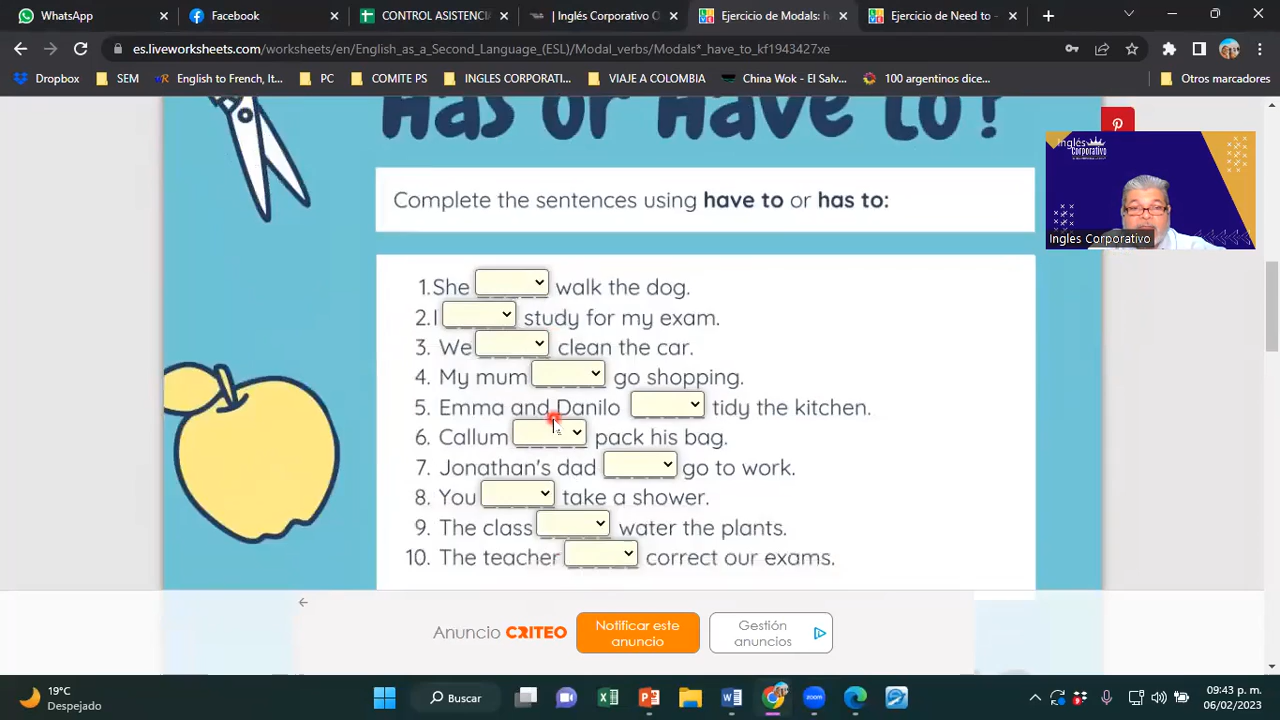 WhatsApp
Facebook
CONTROL SENTENCI
| Inglés Corporativo C
Ejercicio de Modals: h
Ejercicio de Need to -
es.liveworksheets.com/worksheets/en/English_as_a_Second_Language_(ESL)/Modal_verbs/Modals*_have_to_kf1943427xe
Dropbox
SEM
English to French, It...
PC
COMITE PS
INGLES CORPORATI...
VIAJE A COLOMBIA
China Wok - El Salv...
100 argentinos dice...
Otros marcadores
Has or Have to?
Complete the sentences using have to or has to:
Inglés
Corporativo
Ingles Corporativo
1.She walk the dog.
2.I study for my exam.
3. We clean the car.
4. My mum go shopping.
5. Emma and Danilo tidy the kitchen.
6. Callum pack his bag.
7. Jonathan's dad go to work.
8. You take a shower.
9. The class water the plants.
10. The teacher correct our exams.
Anuncio CRITEO
Notificar este
anuncio
Gestión
anuncios
19°C
Despejado
Buscar
09:43 p. m.
06/02/2023